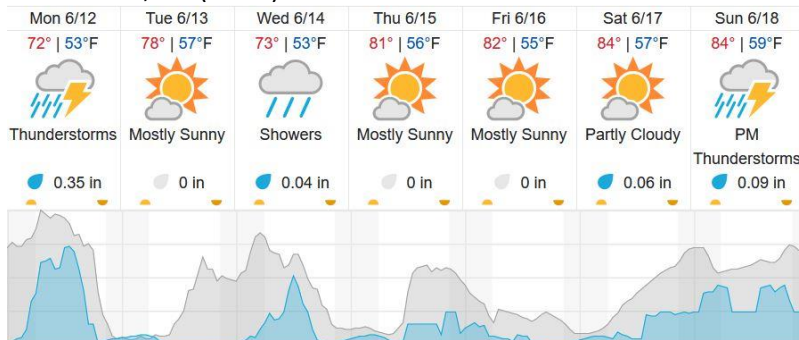 Mon 6/12 Tue 6/13 Wed 6/14 Thu 6/15 Fri 6/16 Sat 6/17 Sun 6/18
72° | 53°F 78° | 57°F 73° | 53°F 81° | 56°F 82° | 55°F 84° | 57°F 84° | 59°F
Thunderstorms Mostly Sunny Showers Mostly Sunny Mostly Sunny Partly Cloudy PM
Thunderstorms
0.35 in 0 in 0.04 in 0 in 0 in 0.06 in 0.09 in